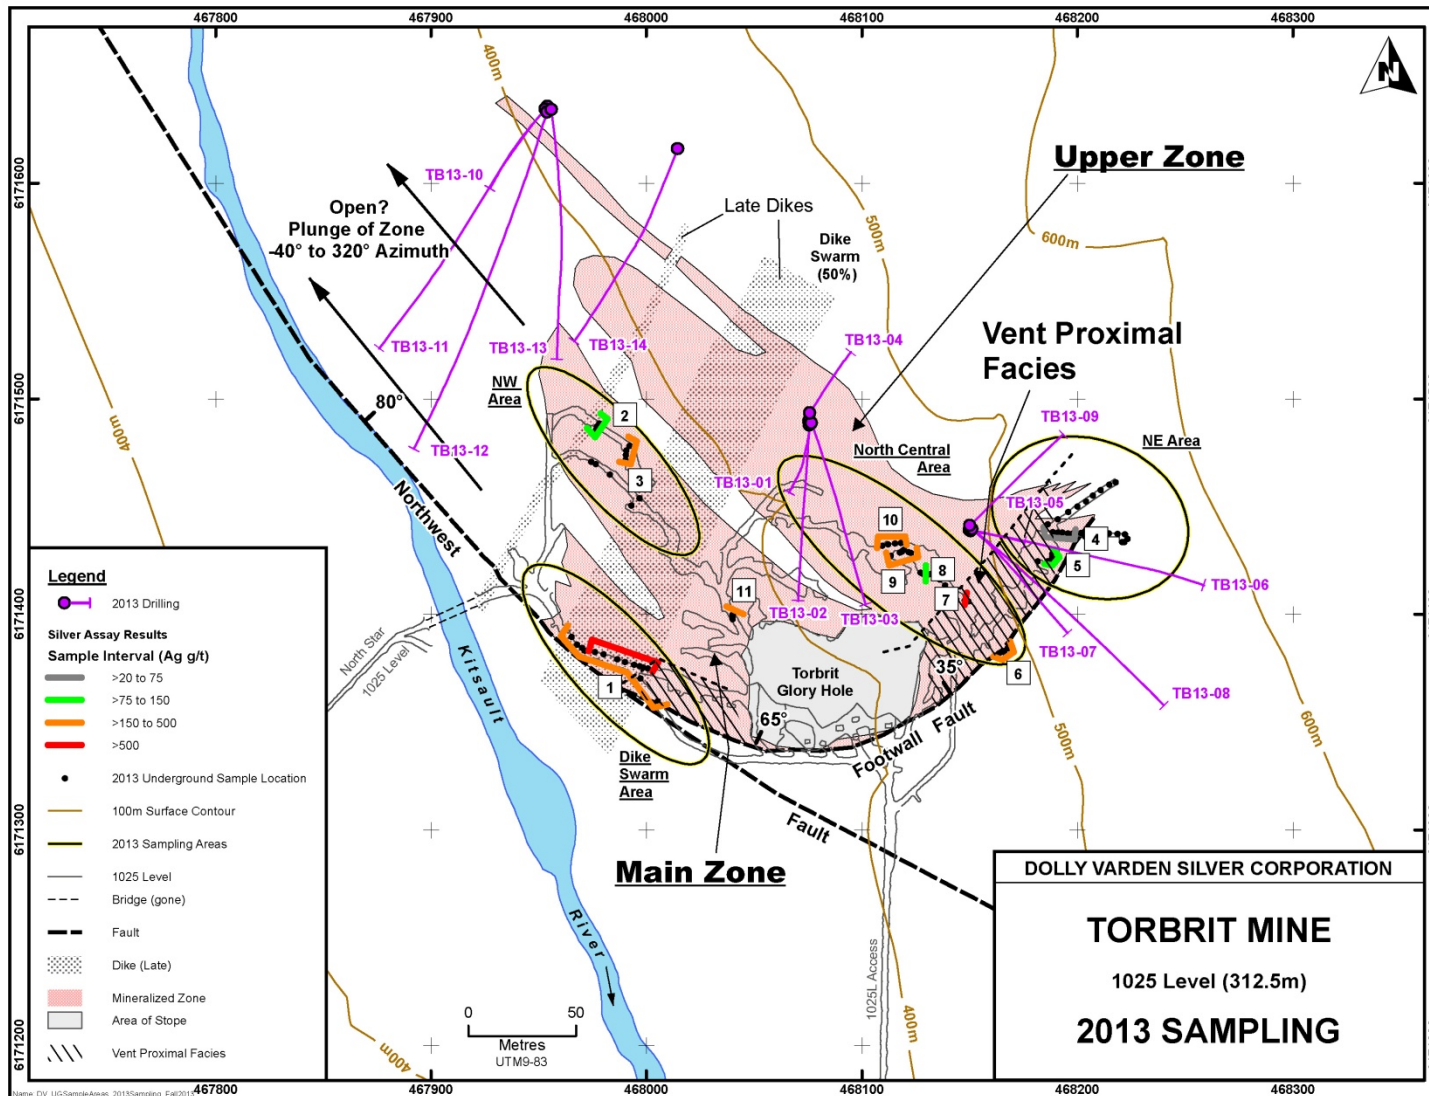 467800
467900
468000
468100
468200
468300
400m
500m
600m
6171600
6171500
6171400
6171300
6171200
N
Upper Zone
TB13-10
Open?
Plunge of Zone
-40° to 320° Azimuth
Late Dikes
Dike
Swarm
(50%)
Vent Proximal
Facies
TB13-04
TB13-11
TB13-13
TB13-14
NW
Area
TB13-09
80°
2
TB13-12
North Central
Area
NE Area
TB13-01
3
TB13-05
Northwest
10
4
9
8
5
7
TB13-06
11
TB13-02
TB13-03
North Star
1025 Level
Kitsault
TB13-07
Torbrit
Glory Hole
35°
6
1
TB13-08
65°
Footwall Fault
500m
600m
Dike
Swarm
Area
Fault
Main Zone
River
400m
400m
400m
1025L Access
0
50
Metres
UTM9-83
Legend
2013 Drilling
Silver Assay Results
Sample Interval (Ag g/t)
>20 to 75
>75 to 150
>150 to 500
>500
2013 Underground Sample Location
100m Surface Contour
2013 Sampling Areas
1025 Level
Bridge (gone)
Fault
Dike (Late)
Mineralized Zone
Area of Stope
Vent Proximal Facies
DOLLY VARDEN SILVER CORPORATION
TORBRIT MINE
1025 Level (312.5m)
2013 SAMPLING
467800
467900
468000
468100
468200
468300
Name: DV_UGSampleAreas_2013Sampling_Fall2013